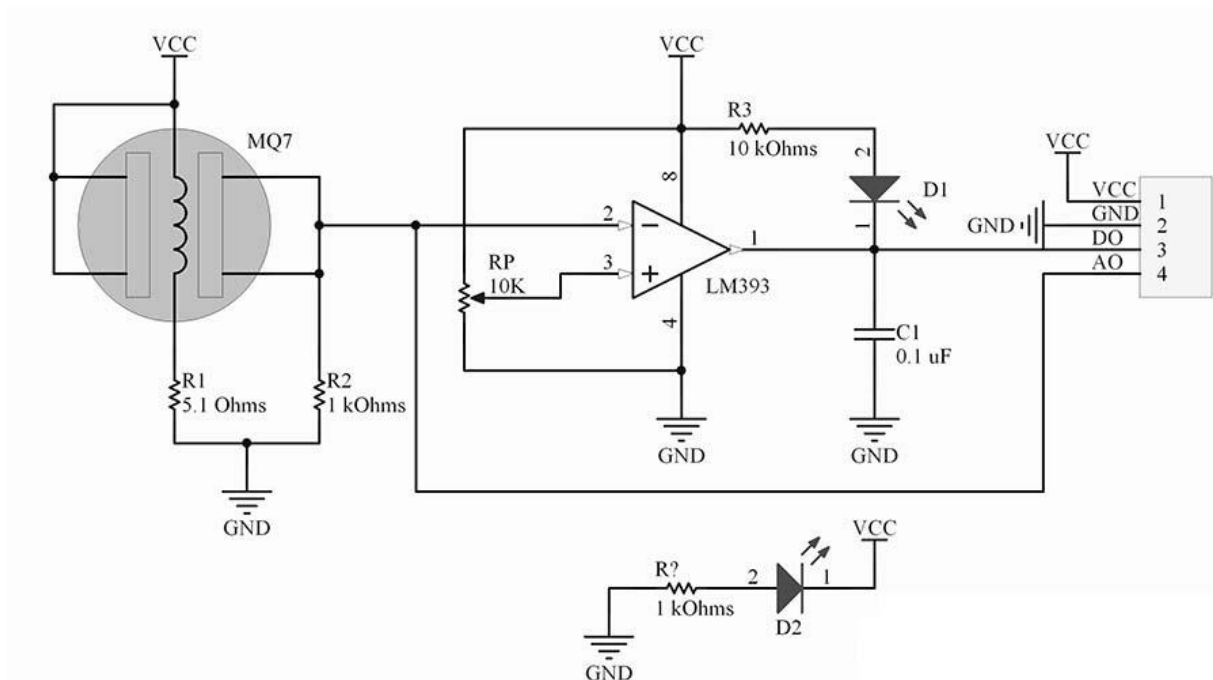 VCC
MQ7
R1
5.1 Ohms
R2
1 kOhms
GND
VCC
R3
10 kOhms
8
2
3
1
4
RP
10K
LM393
GND
2
D1
1
C1
0.1 uF
GND
VCC
VCC
1
GND
GND
2
DO
3
AO
4
VCC
R?
1 kOhms
2
1
D2
GND